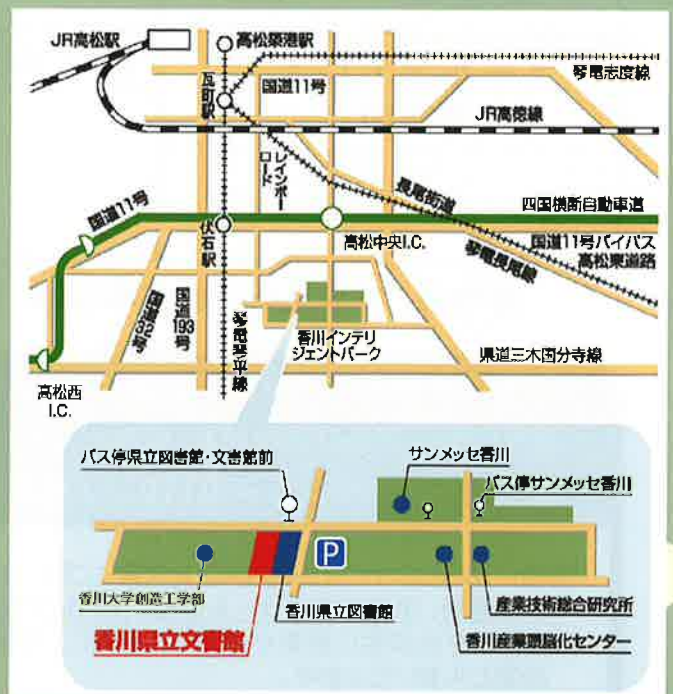 JR高松駅
高松築港駅
琴電志度線
国道11号
瓦町駅
JR高徳線
レインボーロード
長尾街道
四国横断自動車道
国道11号
伏石駅
高松中央I.C.
国道11号バイパス
高松東道路
琴電長尾線
国道32号
国道193号
琴電琴平線
香川インテリ
ジェントパーク
県道三木国分寺線
高松西
I.C.
バス停県立図書館・文書館前
サンメッセ香川
バス停サンメッセ香川
P
香川大学創造工学部
香川県立図書館
産業技術総合研究所
香川県立文書館
香川産業頭脳化センター